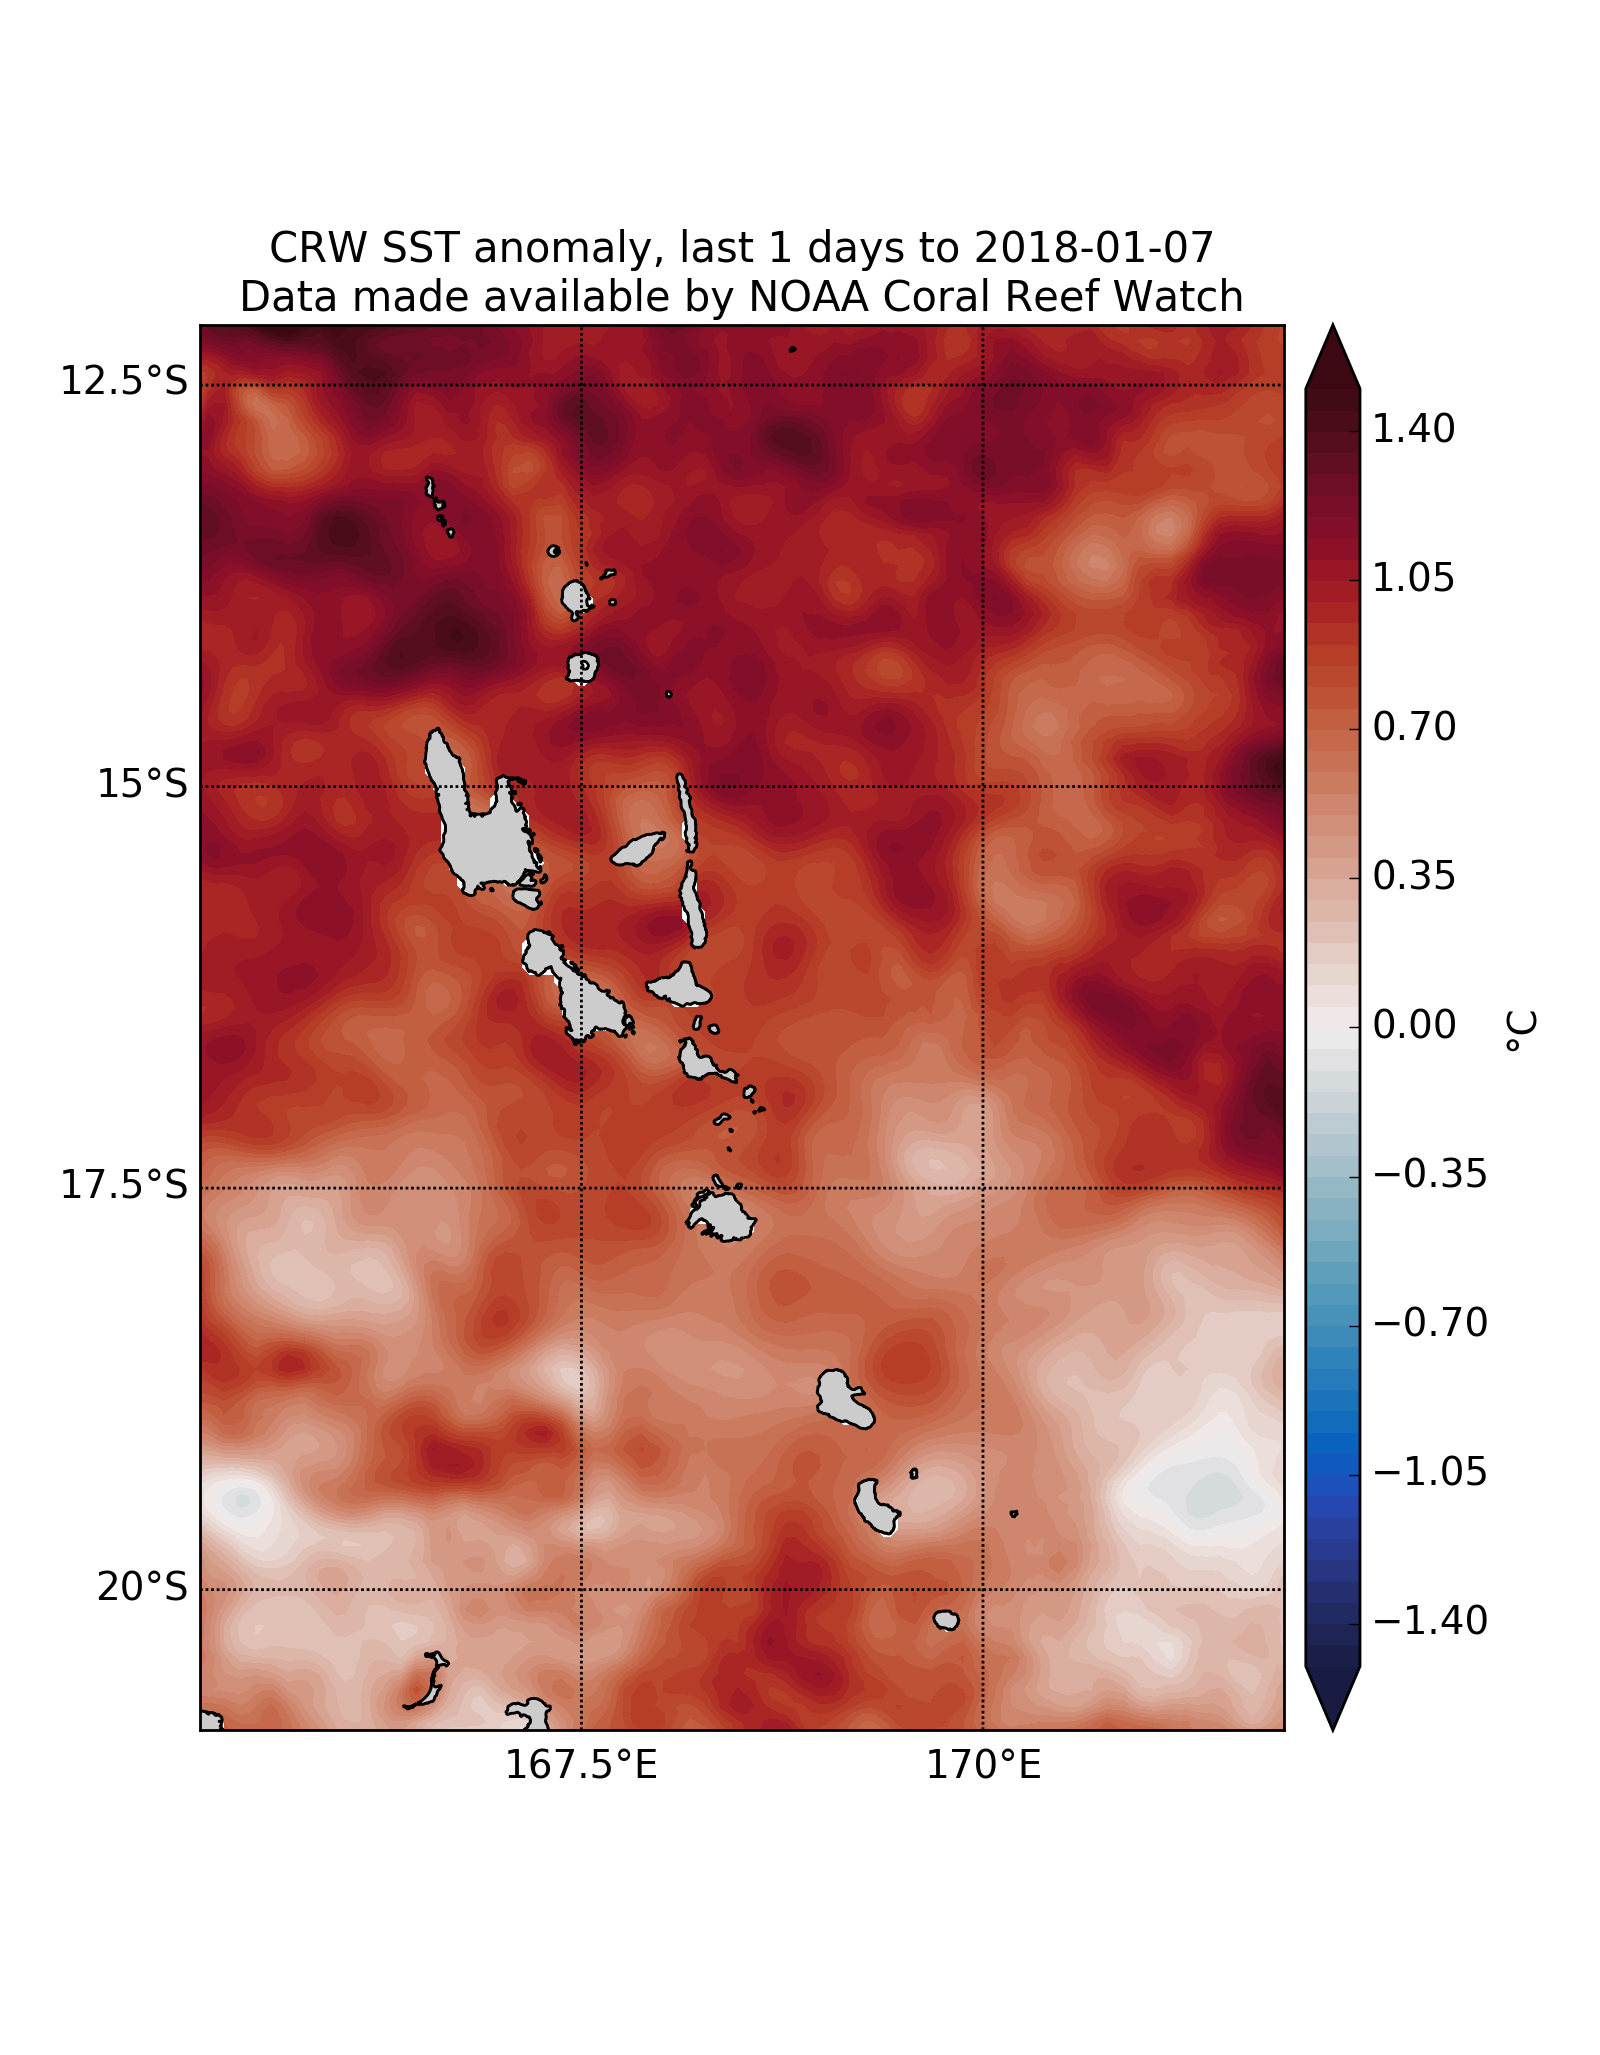 CRW SST anomaly, last 1 days to 2018-01-07
Data made available by NOAA Coral Reef Watch
12.5°S
15°S
17.5°S
20°S
167.5°E
170°E
1.40
1.05
0.70
0.35
0.00
−0.35
−0.70
−1.05
−1.40
°C